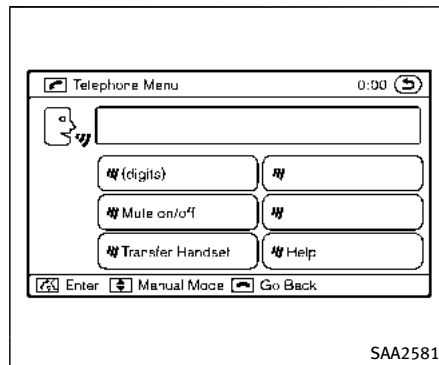 Telephone Menu 0:00
(digits)
Mute on/off
Transfer Handset Help
Enter Manual Mode Go Back
SAA2581